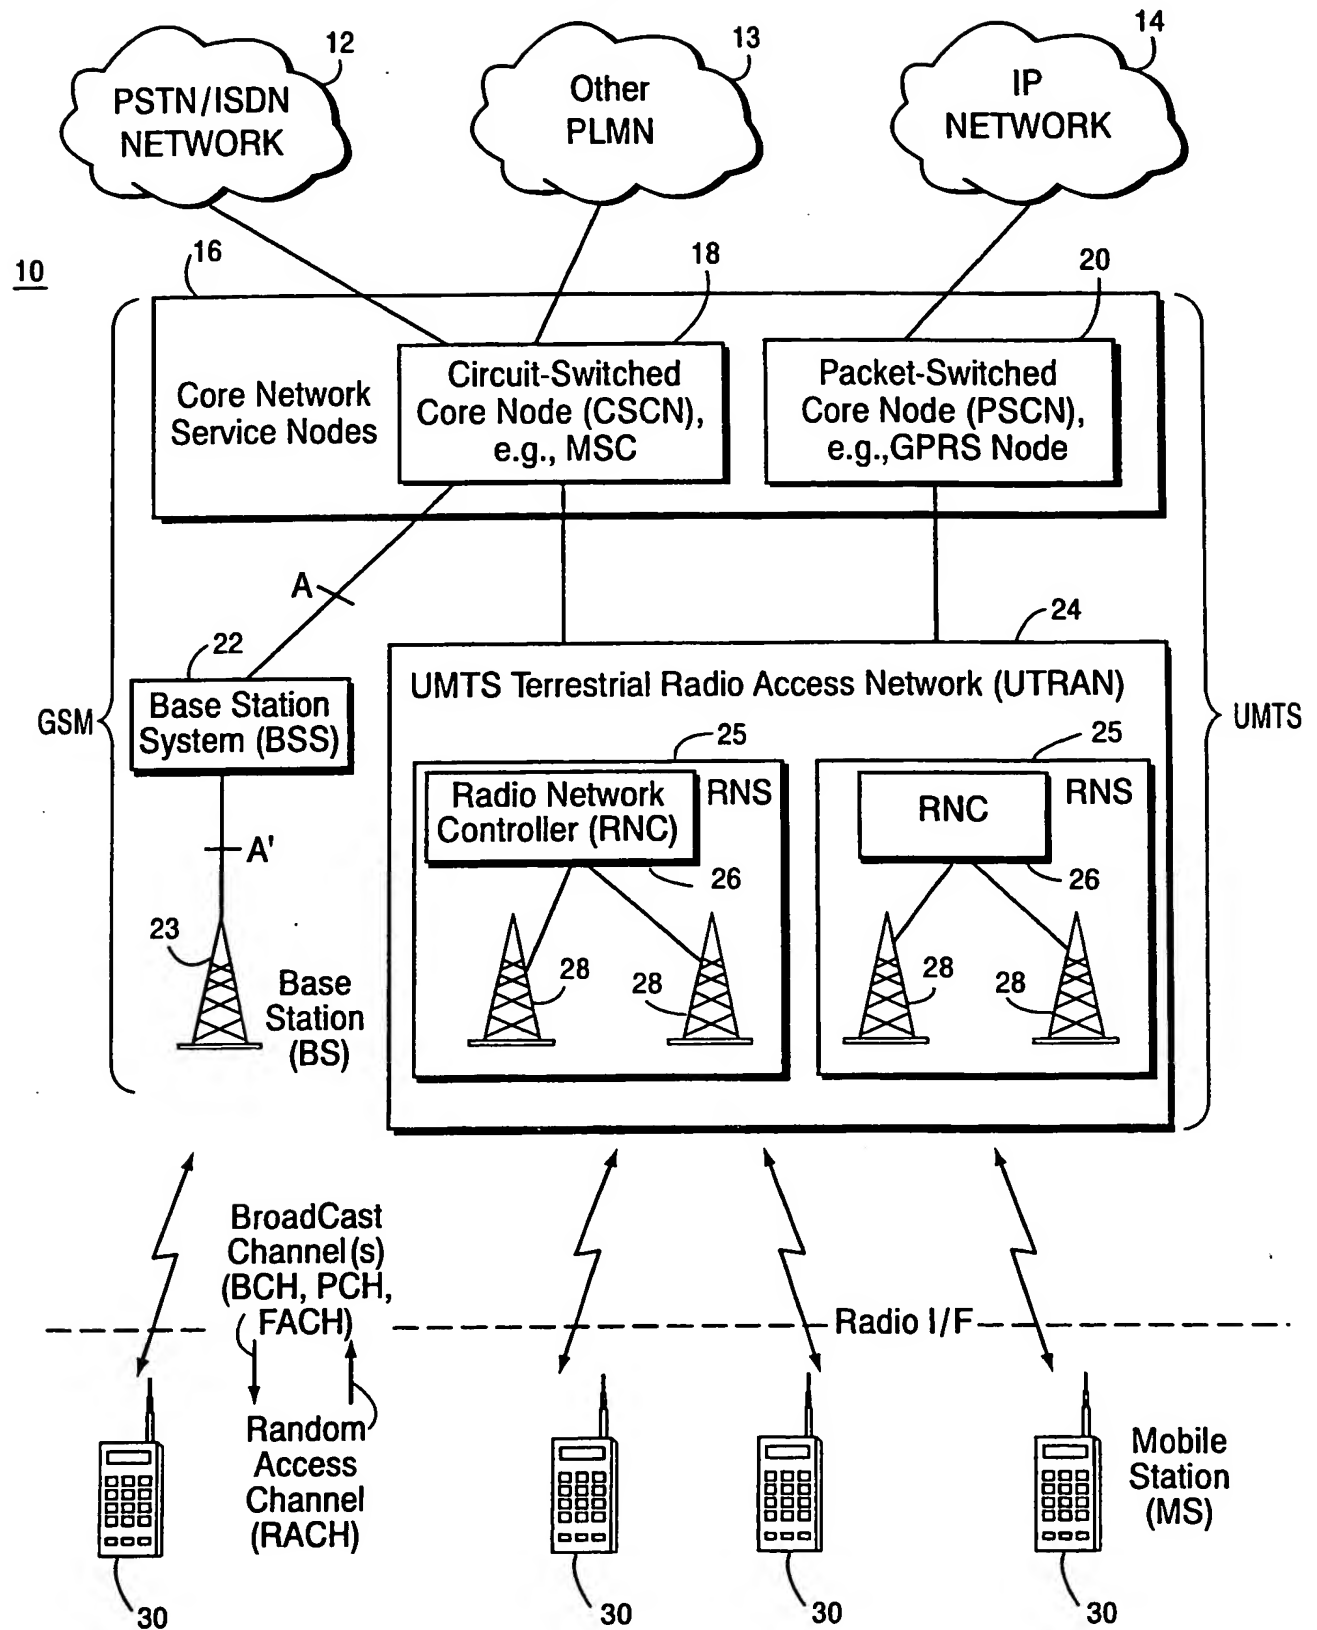 12
13
14
PSTN/ISDN
NETWORK
Other
PLMN
IP
NETWORK
10
16
18
20
Core Network
Service Nodes
Circuit-Switched
Core Node (CSCN),
e.g., MSC
Packet-Switched
Core Node (PSCN),
e.g.,GPRS Node
A
22
24
GSM
Base Station
System (BSS)
UMTS Terrestrial Radio Access Network (UTRAN)
UMTS
25
25
Radio Network
Controller (RNC)
RNS
RNC
RNS
A'
26
26
23
Base
Station
(BS)
28
28
28
28
BroadCast
Channel(s)
(BCH, PCH,
FACH)
Radio I/F
Random
Access
Channel
(RACH)
Mobile
Station
(MS)
30
30
30
30